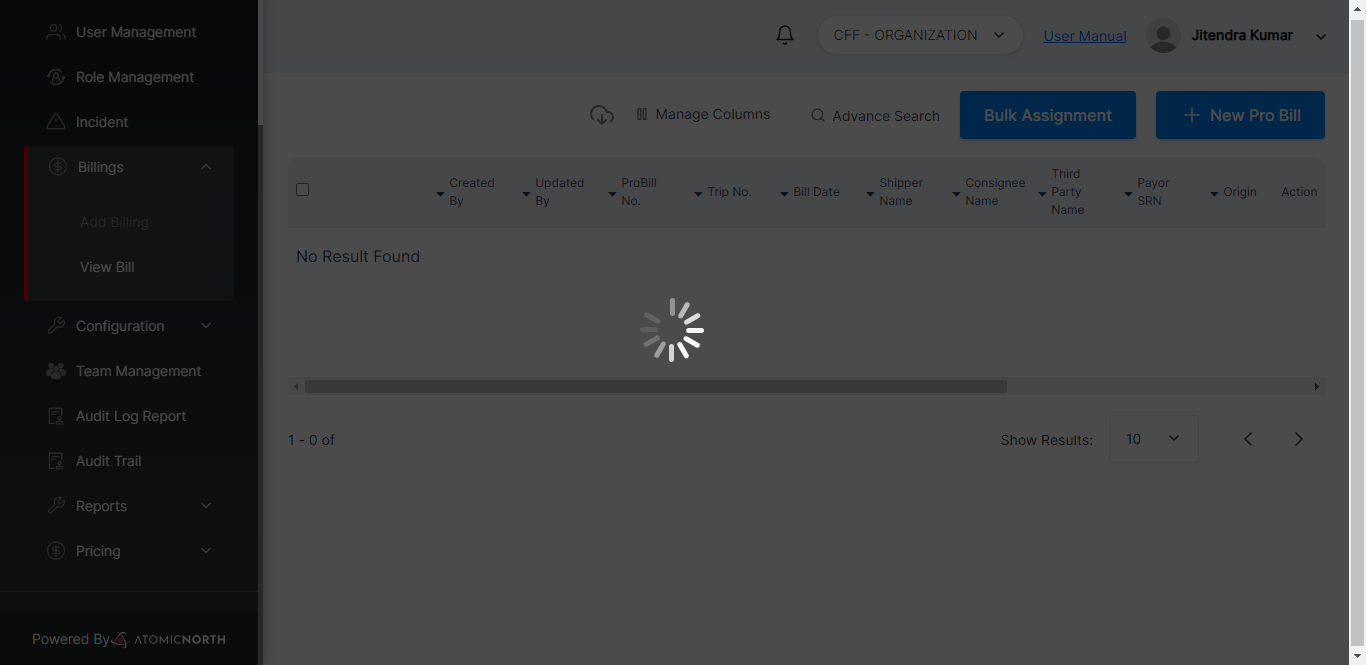 User Management
Role Management
Incident
Billings
Add Billing
View Bill
Configuration
Team Management
Audit Log Report
Audit Trail
Reports
Pricing
Powered By ATOMICNORTH
CFF - ORGANIZATION
User Manual
Jitendra Kumar
Manage Columns
Advance Search
Bulk Assignment
New Pro Bill
Created
By
Updated
By
ProBill
No.
Trip No.
Bill Date
Shipper
Name
Consignee
Name
Third
Party
Name
Payor
SRN
Origin
Action
No Result Found
1 - 0 of
Show Results:
10